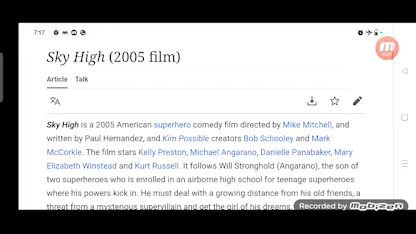 7:17
Sky High (2005 film)
Article Talk
Sky High is a 2005 American superhero comedy film directed by Mike Mitchell, and
written by Paul Hernandez, and Kim Possible creators Bob Schooley and Mark
McCorkle. The film stars Kelly Preston, Michael Angarano, Danielle Panabaker, Mary
Elizabeth Winstead and Kurt Russell. It follows Will Stronghold (Angarano), the son of
two superheroes who is enrolled in an airborne high school for teenage superheroes
where his powers kick in. He must deal with a growing distance from his old friends, a
threat from a mysterious supervillain and get the girl of his dreams.
Recorded by Mobizen